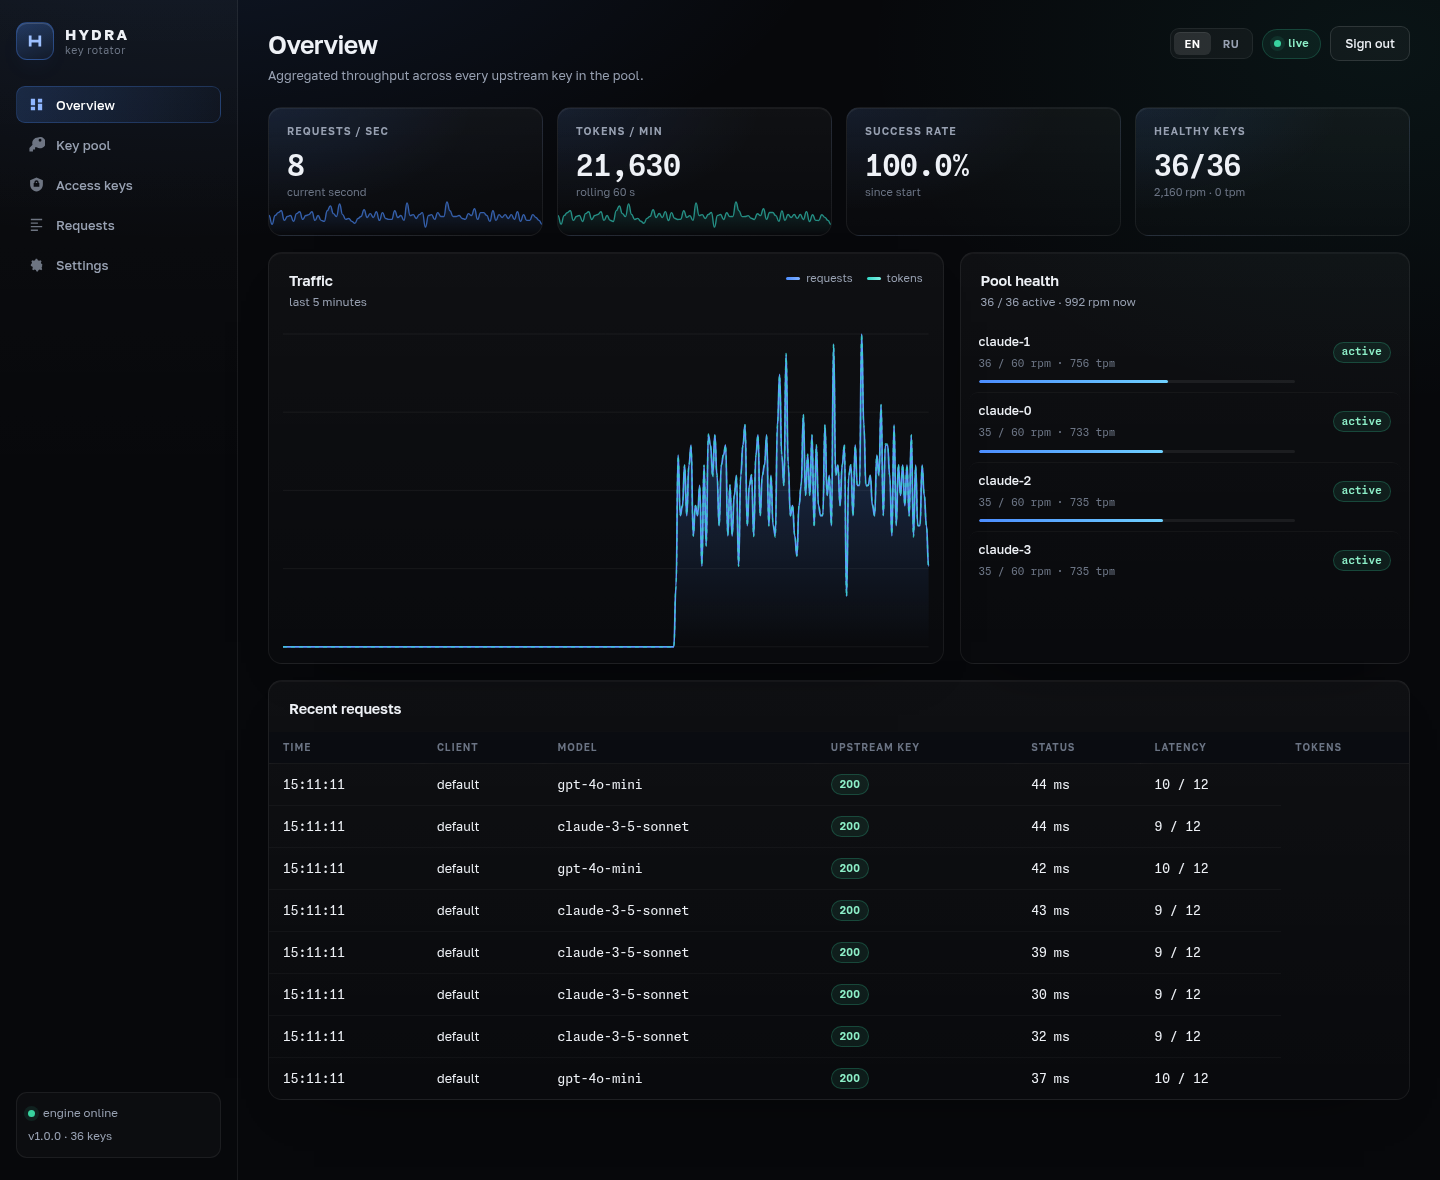 HYDRA
key rotator
Overview
Key pool
Access keys
Requests
Settings
engine online
v1.0.0 · 36 keys
Overview
Aggregated throughput across every upstream key in the pool.
EN RU live Sign out
REQUESTS / SEC
8
current second
TOKENS / MIN
21,630
rolling 60 s
SUCCESS RATE
100.0%
since start
HEALTHY KEYS
36/36
2,160 rpm · 0 tpm
Traffic
last 5 minutes
requests tokens
Pool health
36 / 36 active · 992 rpm now
claude-1
36 / 60 rpm · 756 tpm
active
claude-0
35 / 60 rpm · 733 tpm
active
claude-2
35 / 60 rpm · 735 tpm
active
claude-3
35 / 60 rpm · 735 tpm
active
Recent requests
TIME CLIENT MODEL UPSTREAM KEY STATUS LATENCY TOKENS
15:11:11 default gpt-4o-mini 200 44 ms 10 / 12
15:11:11 default claude-3-5-sonnet 200 44 ms 9 / 12
15:11:11 default gpt-4o-mini 200 42 ms 10 / 12
15:11:11 default claude-3-5-sonnet 200 43 ms 9 / 12
15:11:11 default claude-3-5-sonnet 200 39 ms 9 / 12
15:11:11 default claude-3-5-sonnet 200 30 ms 9 / 12
15:11:11 default claude-3-5-sonnet 200 32 ms 9 / 12
15:11:11 default gpt-4o-mini 200 37 ms 10 / 12